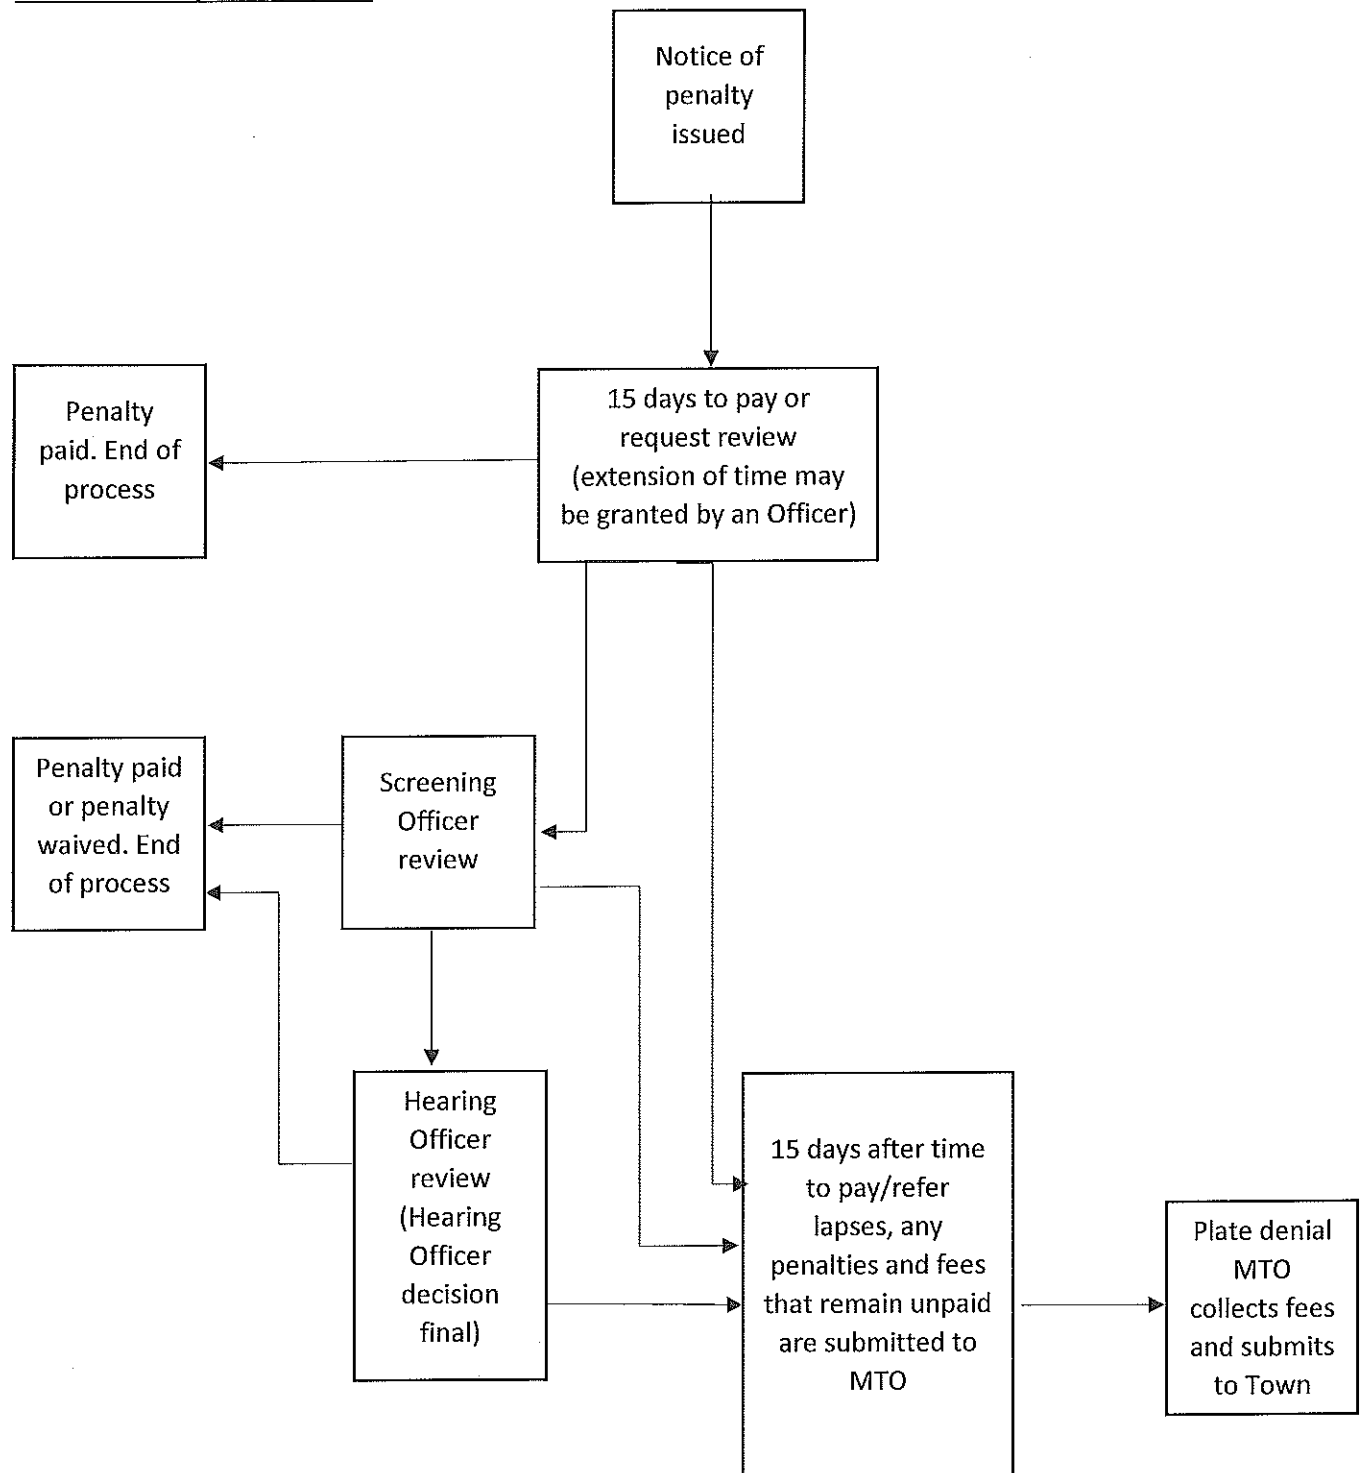 Notice of
penalty
issued
15 days to pay or
request review
(extension of time may
be granted by an Officer)
Penalty
paid. End of
process
Penalty paid
or penalty
waived. End
of process
Screening
Officer
review
Hearing
Officer
review
(Hearing
Officer
decision
final)
15 days after time
to pay/refer
lapses, any
penalties and fees
that remain unpaid
are submitted to
MTO
Plate denial
MTO
collects fees
and submits
to Town